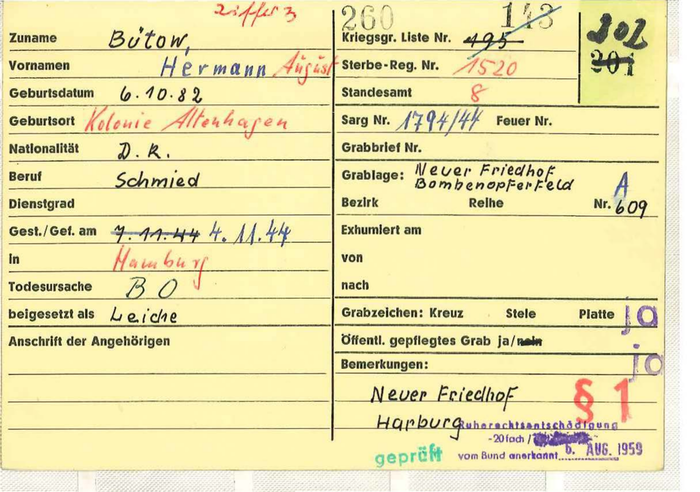 Ziffer 3
260
143
202
201
Zuname Bütow,
Vornamen Hermann August
Geburtsdatum 6.10.82
Geburtsort Kolonie Altenhagen
Nationalität D.R.
Beruf Schmied
Dienstgrad
Gest./Gef. am 7.11.44 4.11.44
in Hamburg
Todesursache BO
beigesetzt als Leiche
Anschrift der Angehörigen
Kriegsgr. Liste Nr. 195
Sterbe-Reg. Nr. 1520
Standesamt 8
Sarg Nr. 1794/44 Feuer Nr.
Grabbrief Nr.
Grablage: Neuer Friedhof
Bombenopferfeld A
Bezirk Reihe Nr. 609
Exhumiert am
von
nach
Grabzeichen: Kreuz Stele Platte ja
Öffentl. gepflegtes Grab ja/nein ja
Bemerkungen:
Neuer Friedhof
Harburg
§ 1
Ruherechtsentschädigung
-20fach/
vom Bund anerkannt 6. AUG. 1959
geprüft